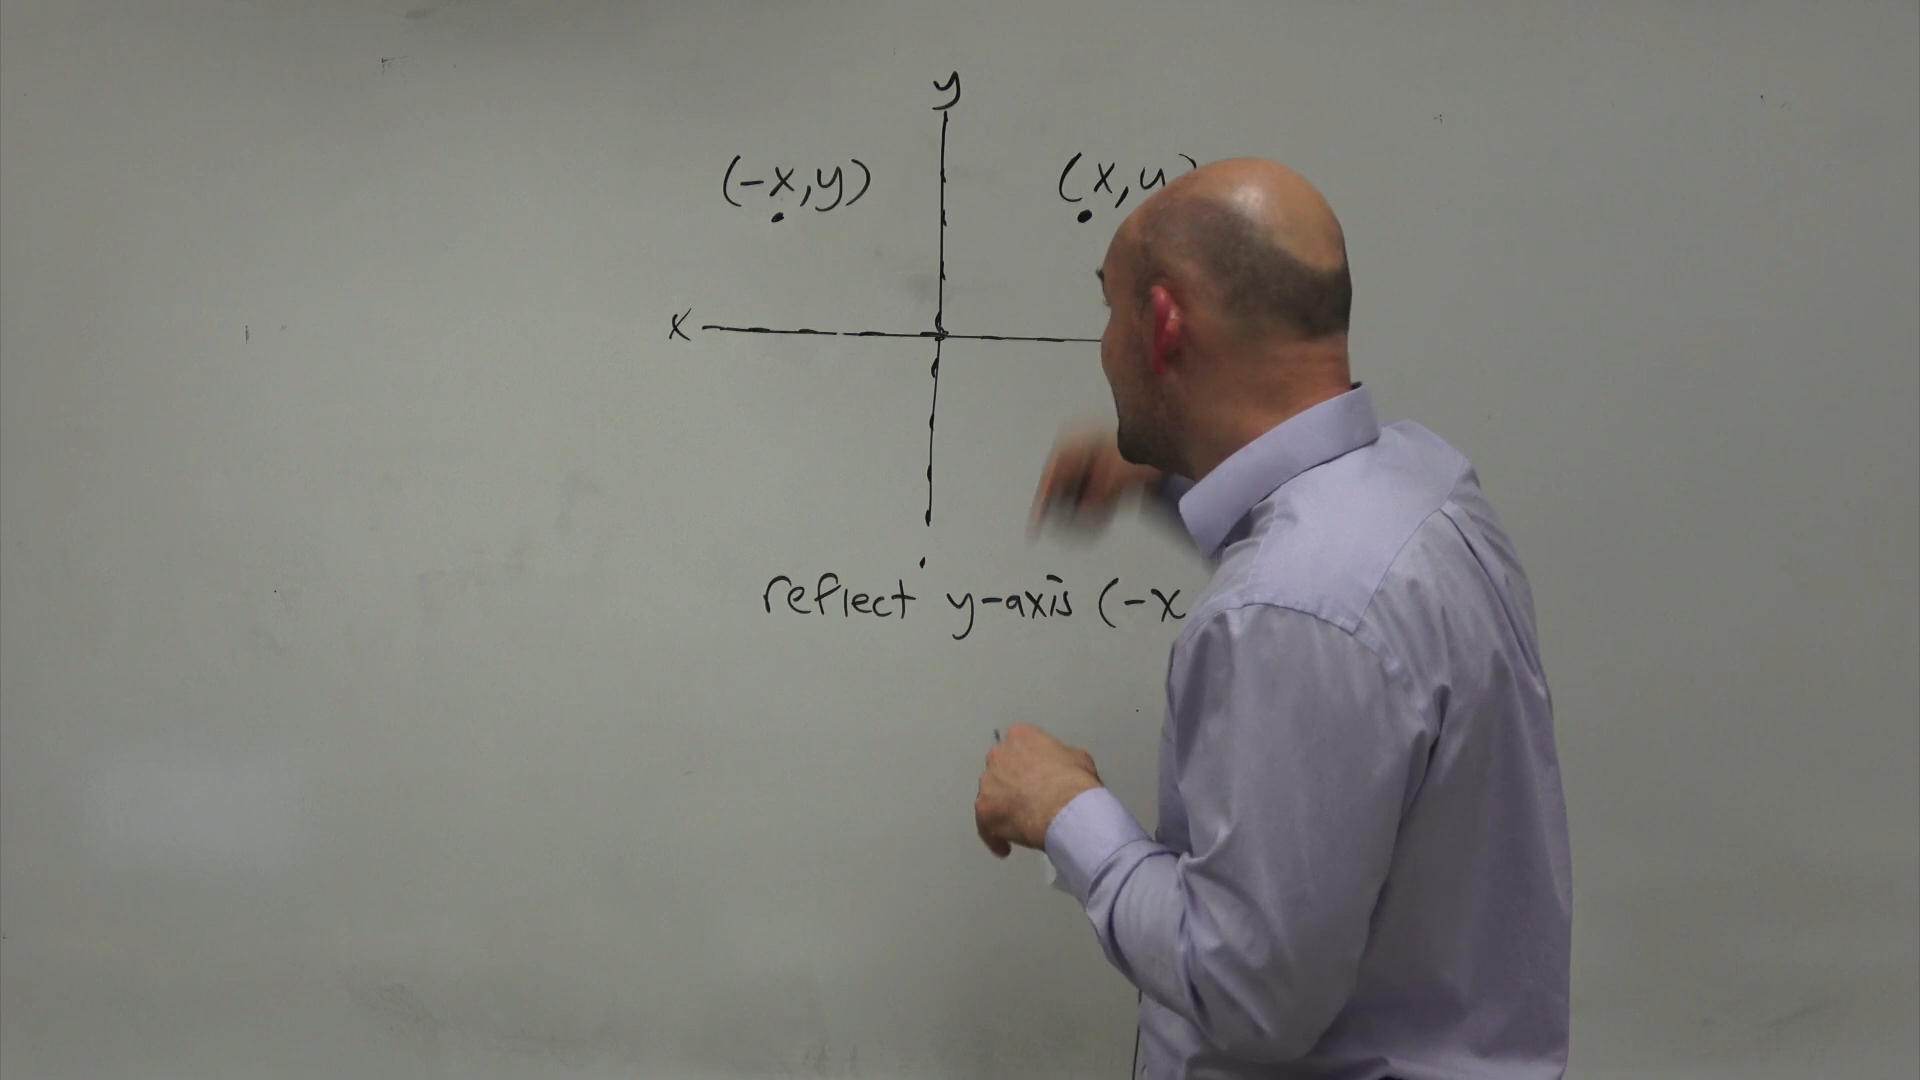 y
(-x,y) (x,y)
x
reflect y-axis (-x